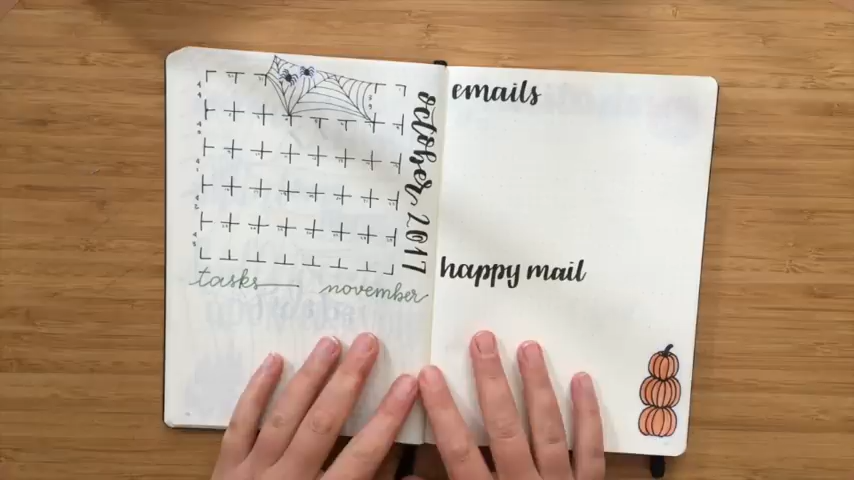 october 2017
tasks
november
emails
happy mail